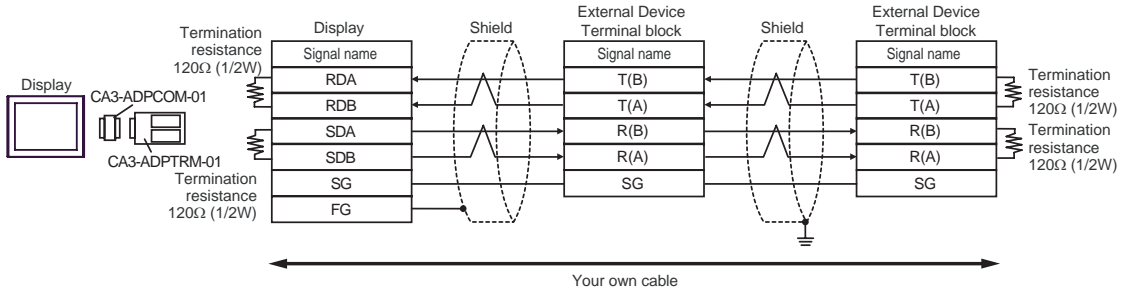 Display
CA3-ADPCOM-01
CA3-ADPTRM-01
Termination
resistance
120Ω (1/2W)
Termination
resistance
120Ω (1/2W)
Display
Signal name
RDA
RDB
SDA
SDB
SG
FG
Shield
External Device
Terminal block
Signal name
T(B)
T(A)
R(B)
R(A)
SG
Shield
External Device
Terminal block
Signal name
T(B)
T(A)
R(B)
R(A)
SG
Termination
resistance
120Ω (1/2W)
Termination
resistance
120Ω (1/2W)
Your own cable